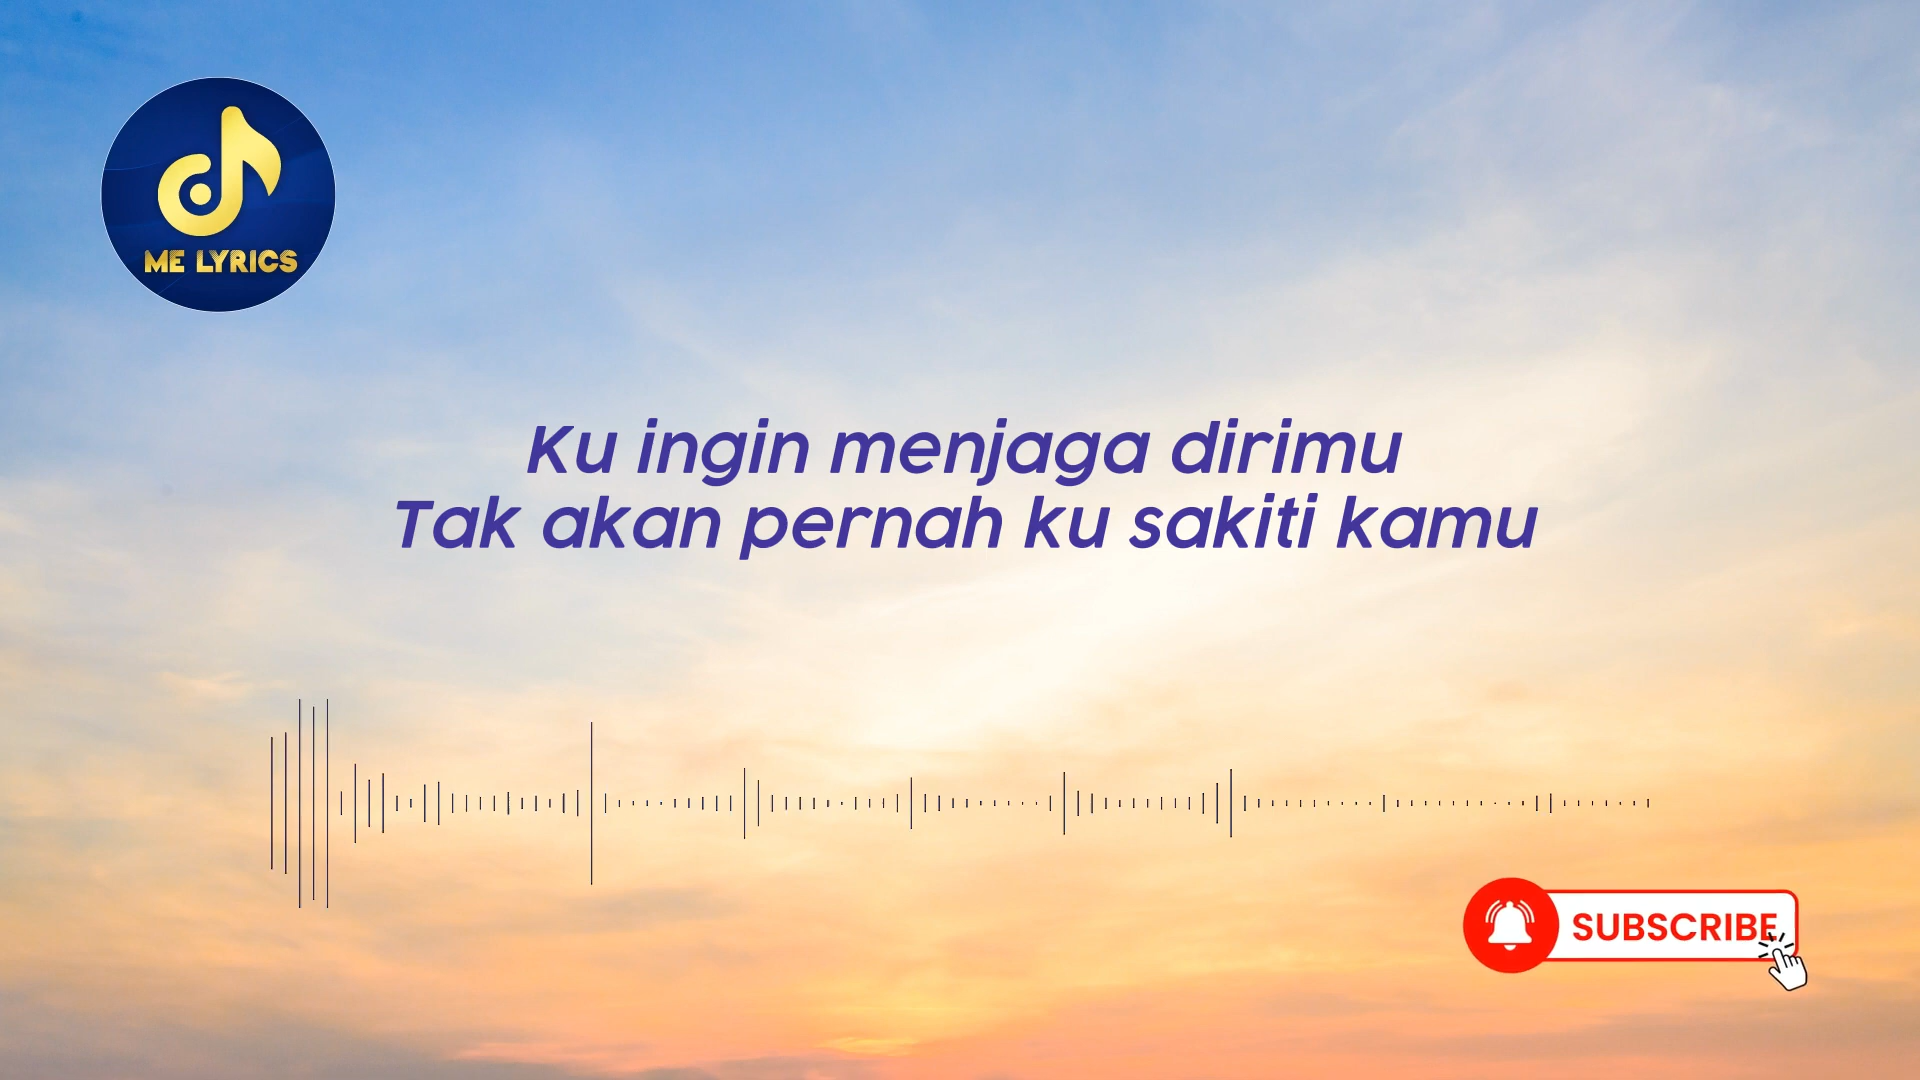 ME LYRICS
Ku ingin menjaga dirimu
Tak akan pernah ku sakiti kamu
SUBSCRIBE